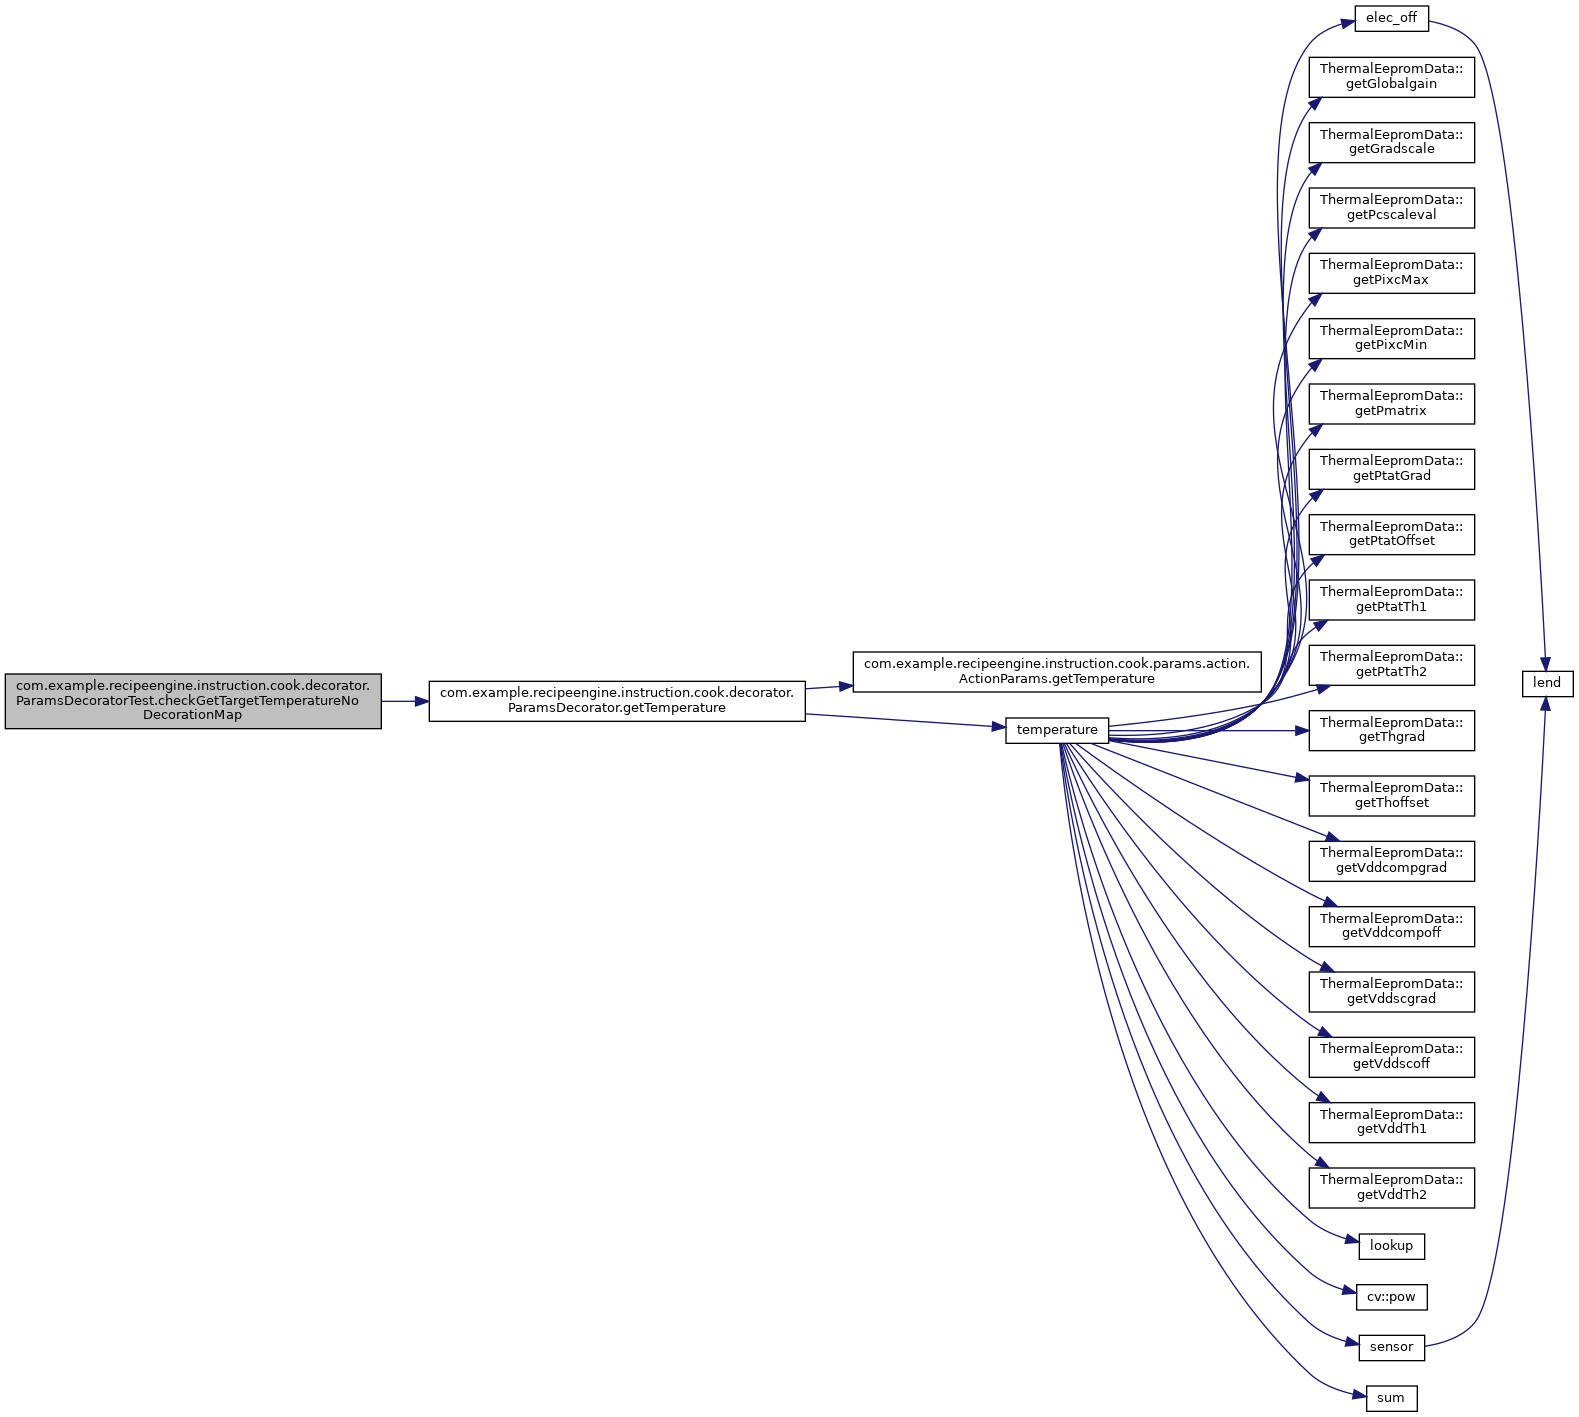 com.example.recipeengine.instruction.cook.decorator.
ParamsDecoratorTest.checkGetTargetTemperatureNo
DecorationMap
com.example.recipeengine.instruction.cook.decorator.
ParamsDecorator.getTemperature
com.example.recipeengine.instruction.cook.params.action.
ActionParams.getTemperature
temperature
elec_off
ThermalEepromData::
getGlobalgain
ThermalEepromData::
getGradscale
ThermalEepromData::
getPcscaleval
ThermalEepromData::
getPixcMax
ThermalEepromData::
getPixcMin
ThermalEepromData::
getPmatrix
ThermalEepromData::
getPtatGrad
ThermalEepromData::
getPtatOffset
ThermalEepromData::
getPtatTh1
ThermalEepromData::
getPtatTh2
ThermalEepromData::
getThgrad
ThermalEepromData::
getThoffset
ThermalEepromData::
getVddcompgrad
ThermalEepromData::
getVddcompoff
ThermalEepromData::
getVddscgrad
ThermalEepromData::
getVddscoff
ThermalEepromData::
getVddTh1
ThermalEepromData::
getVddTh2
lookup
cv::pow
sensor
sum
lend